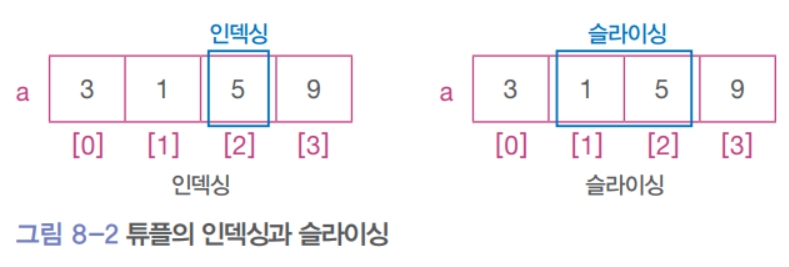 인덱싱
a 3 1 5 9
[0] [1] [2] [3]
인덱싱
슬라이싱
a 3 1 5 9
[0] [1] [2] [3]
슬라이싱
그림 8-2 튜플의 인덱싱과 슬라이싱